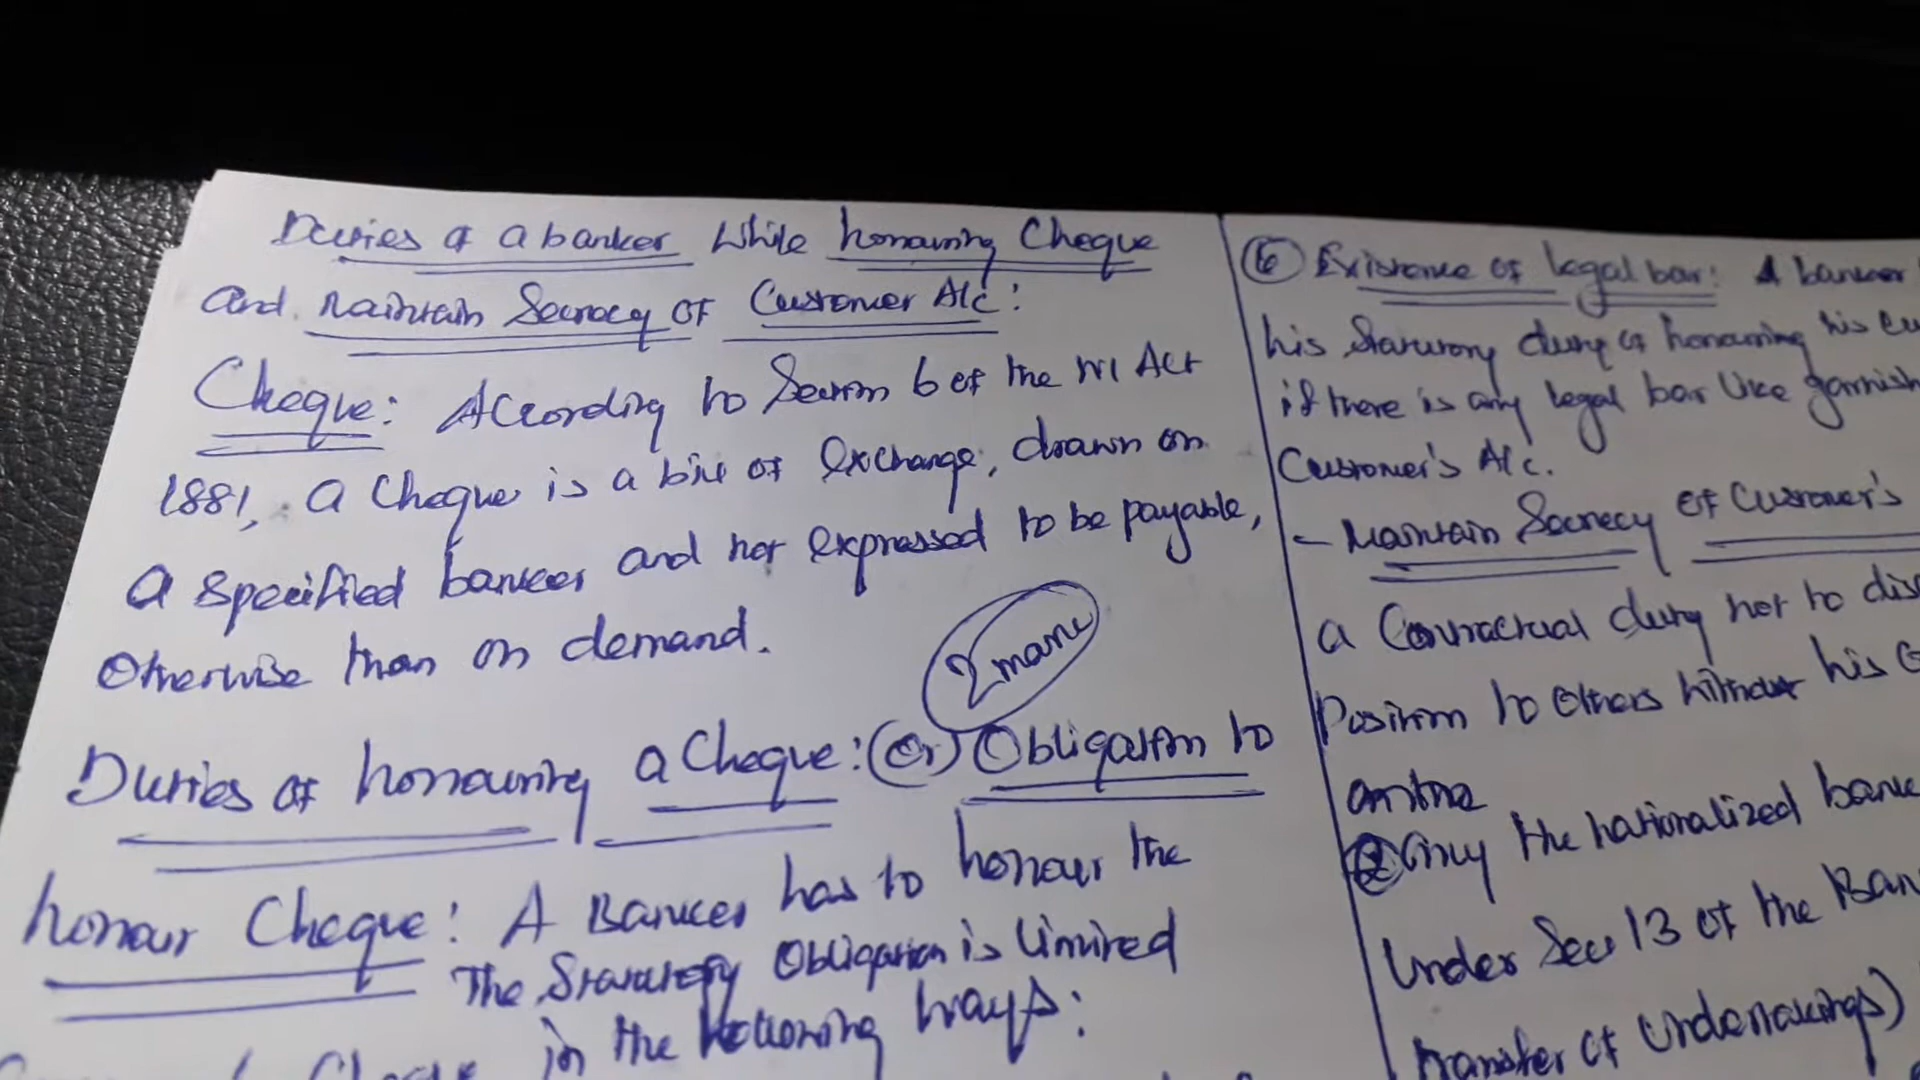 Duties of a banker while honouring Cheque
and Maintain Secrecy of Customer A/c:
Cheque: According to Section 6 of the NI Act
1881, a Cheque is a bill of exchange, drawn on
a specified banker and not expressed to be payable,
otherwise than on demand.
2 mark
Duties of honouring a Cheque: (Or) Obligation to
honour Cheque: A Banker has to honour the
The Statutory Obligation is limited
in the following ways:
⑥ Existence of legal bar: A banker
his statutory duty of honouring his cu
if there is any legal bar like garnish
Customer's A/c.
- Maintain Secrecy of Customer's
a Contractual duty not to dis
Position to others without his
the nationalized bank
Under Sec 13 of the Ban
transfer of Undertakings)